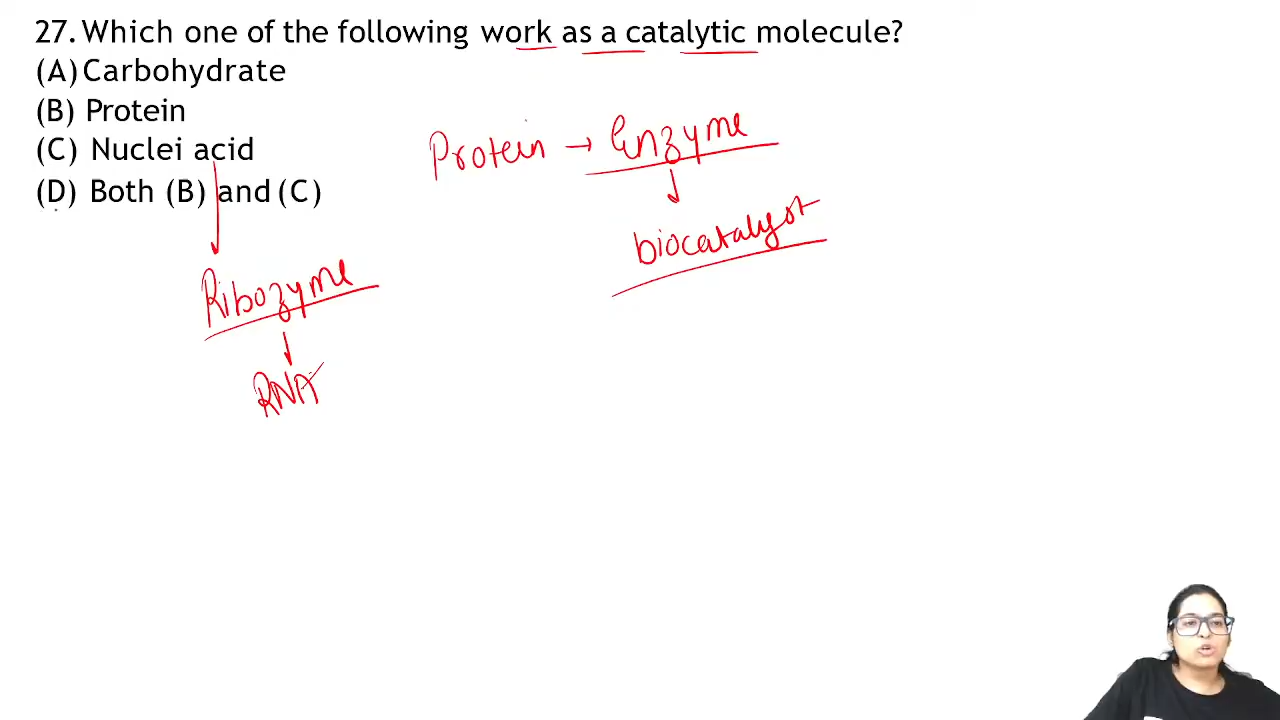 27. Which one of the following work as a catalytic molecule?
(A) Carbohydrate
(B) Protein
(C) Nuclei acid
(D) Both (B) and (C)
Protein → Enzyme
↓
biocatalyst
Ribozyme
↓
RNA